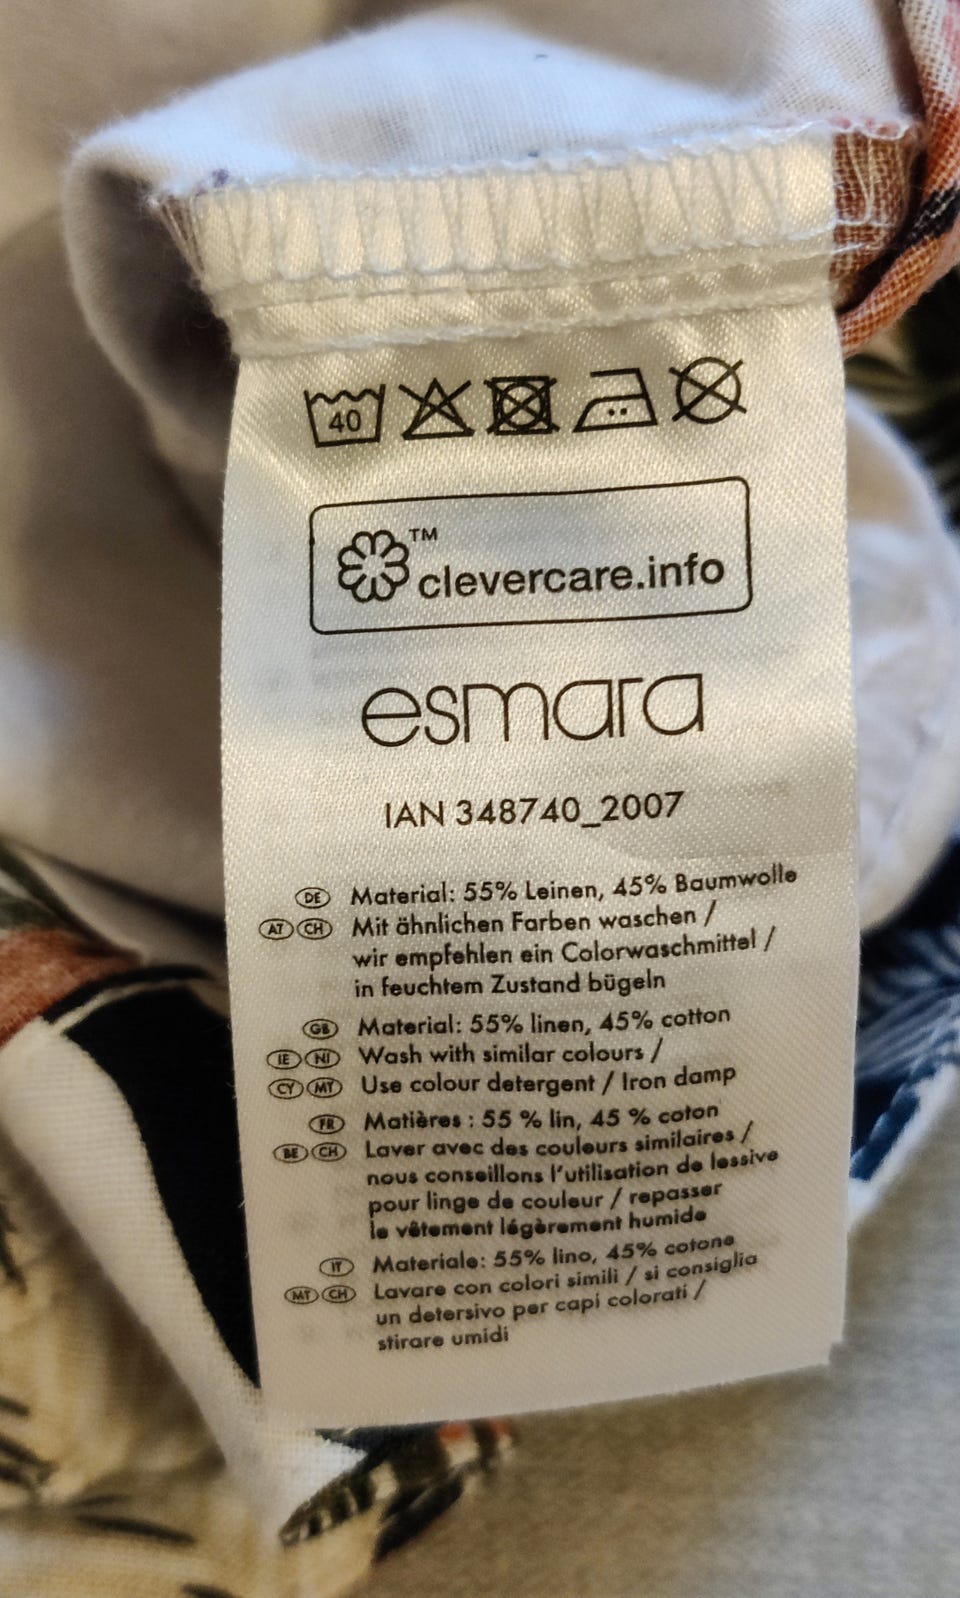 40
clevercare.info™
esmara
IAN 348740_2007
DE Material: 55% Leinen, 45% Baumwolle
AT CH Mit ähnlichen Farben waschen /
wir empfehlen ein Colorwaschmittel /
in feuchtem Zustand bügeln
GB Material: 55% linen, 45% cotton
IE NI Wash with similar colours /
CY MT Use colour detergent / Iron damp
FR Matières : 55 % lin, 45 % coton
BE CH Laver avec des couleurs similaires /
nous conseillons l'utilisation de lessive
pour linge de couleur / repasser
le vêtement légèrement humide
IT Materiale: 55% lino, 45% cotone
MT CH Lavare con colori simili / si consiglia
un detersivo per capi colorati /
stirare umidi